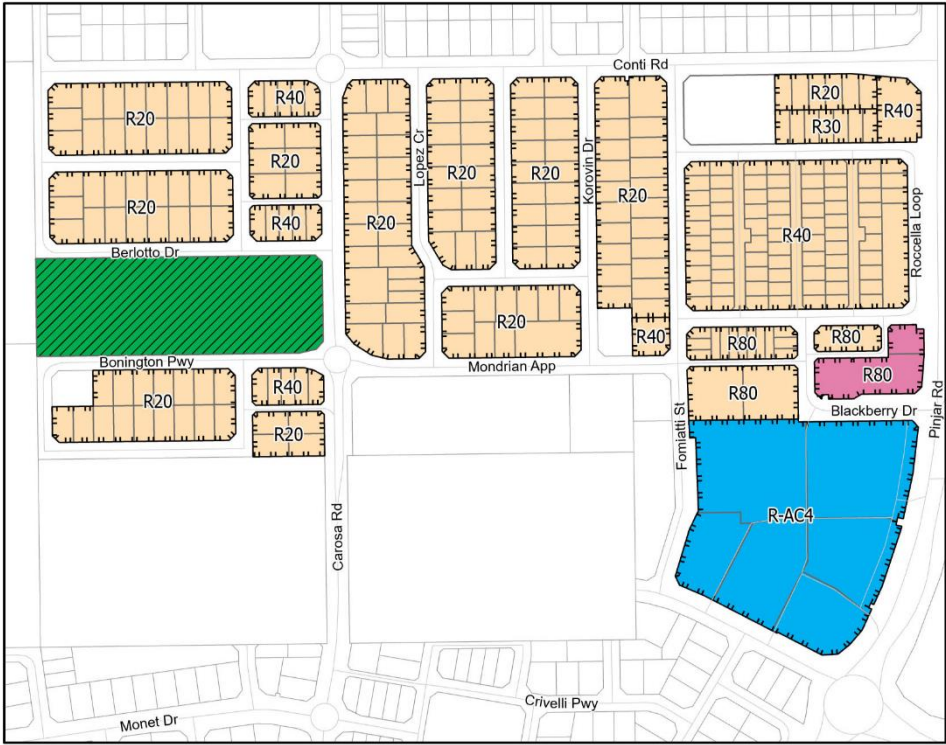 Conti Rd
R20
R40
R20
R30
R40
R20
Lopez Cr
R20
R20
Korovin Dr
R20
R20
R20
R40
R40
Roccella Loop
Berlotto Dr
R20
R40
R80
R80
Bonington Pwy
Mondrian App
R20
R40
R80
R80
Blackberry Dr
R20
Fomiatti St
Pinjar Rd
Carosa Rd
R-AC4
Crivelli Pwy
Monet Dr